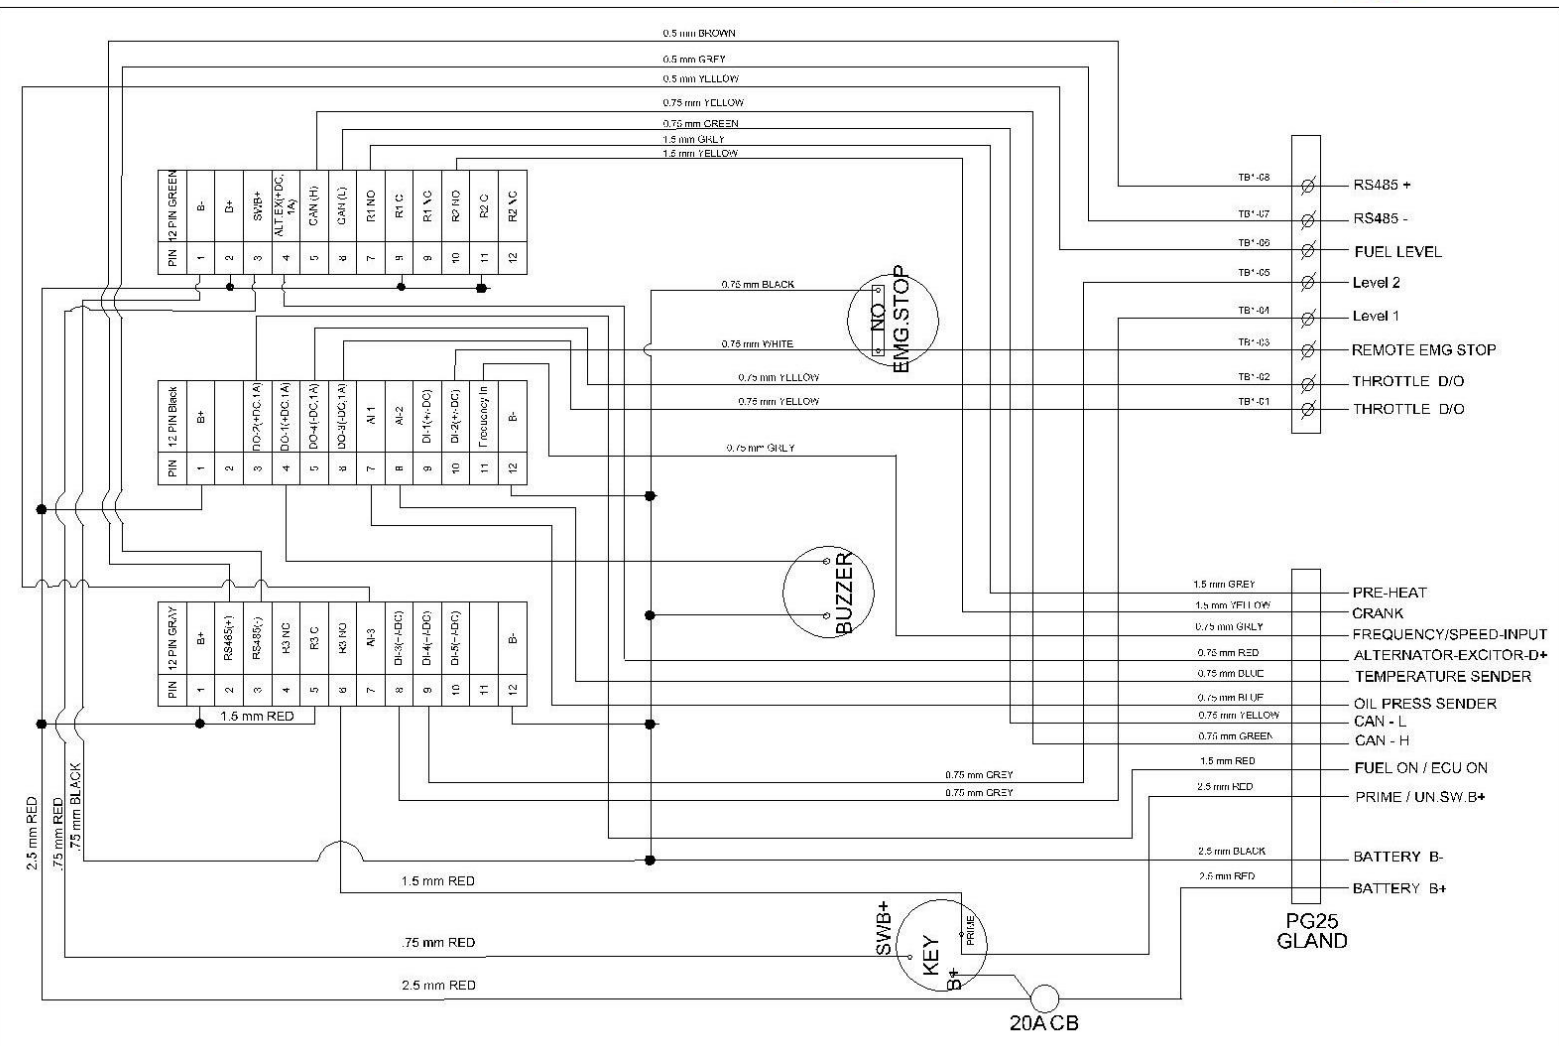 0.5 mm BROWN
0.5 mm GREY
0.5 mm YELLOW
0.75 mm YELLOW
0.75 mm GREEN
1.5 mm GREY
1.5 mm YELLOW
12 PIN GREEN
B-
B+
SWB+
ALT.EX(+DC, 1A)
CAN (H)
CAN (L)
R1 NO
R1 C
R1 NC
R2 NO
R2 C
R2 NC
PIN 1 2 3 4 5 6 7 8 9 10 11 12
TB1-08 RS485 +
TB1-07 RS485 -
TB1-06 FUEL LEVEL
TB1-05 Level 2
TB1-04 Level 1
TB1-03 REMOTE EMG STOP
TB1-02 THROTTLE D/O
TB1-01 THROTTLE D/O
0.75 mm BLACK
NO
EMG.STOP
0.75 mm WHITE
0.75 mm YELLOW
0.75 mm YELLOW
0.75 mm GREY
12 PIN Black
B+
DO-2(+DC,1A)
DO-1(+DC,1A)
DO-4(-DC,1A)
DO-3(-DC,1A)
AI-1
AI-2
DI-1(+/-DC)
DI-2(+/-DC)
Frecuency In
B-
PIN 1 2 3 4 5 6 7 8 9 10 11 12
BUZZER
12 PIN GRAY
B+
RS485(+)
RS485(-)
R3 NC
R3 C
R3 NO
AI-3
DI-3(-/-DC)
DI-4(-/-DC)
DI-5(-/-DC)
B-
PIN 1 2 3 4 5 6 7 8 9 10 11 12
1.5 mm RED
1.5 mm GREY PRE-HEAT
1.5 mm YELLOW CRANK
0.75 mm GREY FREQUENCY/SPEED-INPUT
0.75 mm RED ALTERNATOR-EXCITOR-D+
0.75 mm BLUE TEMPERATURE SENDER
0.75 mm BLUE OIL PRESS SENDER
0.75 mm YELLOW CAN - L
0.75 mm GREEN CAN - H
1.5 mm RED FUEL ON / ECU ON
2.5 mm RED PRIME / UN.SW.B+
2.5 mm BLACK BATTERY B-
2.5 mm RED BATTERY B+
0.75 mm GREY
0.75 mm GREY
2.5 mm RED
.75 mm RED
.75 mm BLACK
1.5 mm RED
.75 mm RED
2.5 mm RED
SWB+
KEY
PRIME
B+
20A CB
PG25
GLAND